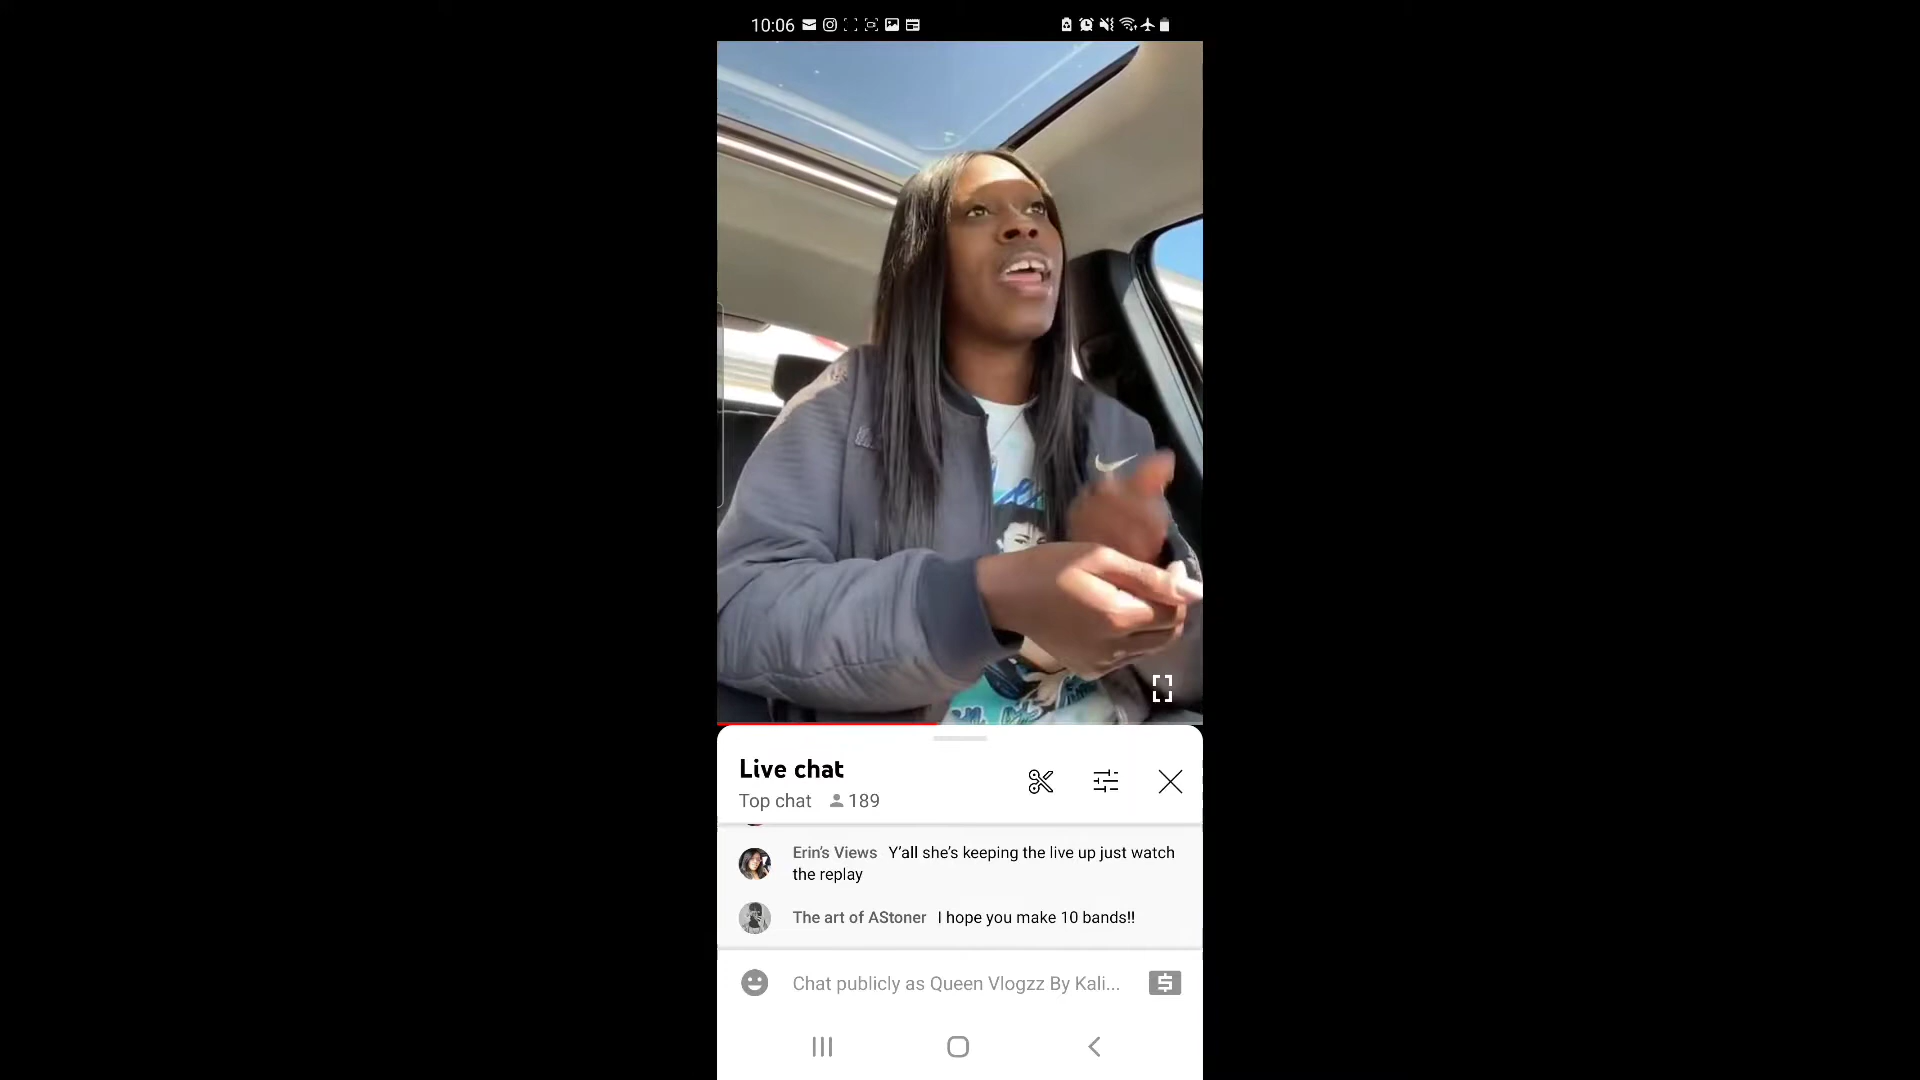 10:06
Live chat
Top chat 189
Erin's Views Y'all she's keeping the live up just watch
the replay
The art of AStoner I hope you make 10 bands!!
Chat publicly as Queen Vlogzz By Kali...